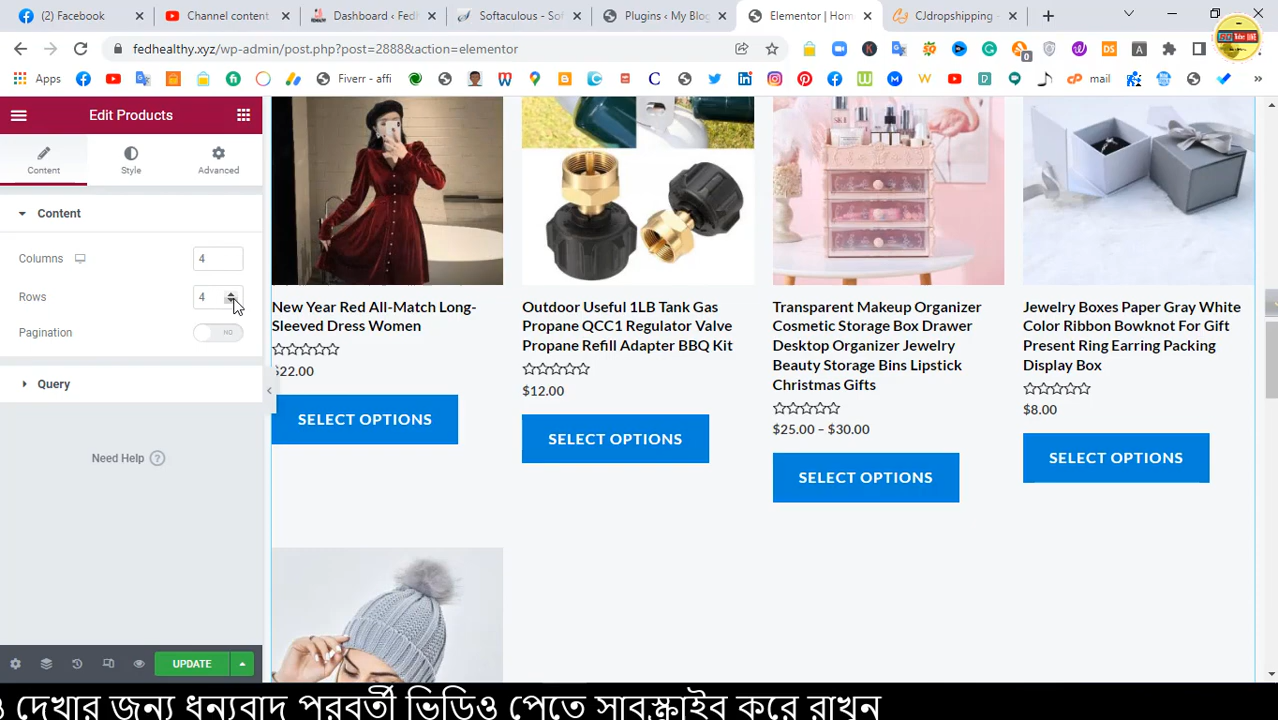 (2) Facebook
Channel content
Dashboard ‹ Fedh
Softaculous - Sof
Plugins ‹ My Blog
Elementor | Hom
CJdropshipping -
fedhealthy.xyz/wp-admin/post.php?post=2888&action=elementor
Apps
Fiverr - affi
mail
Edit Products
Content
Style
Advanced
Content
Columns
4
Rows
4
Pagination
NO
Query
Need Help
UPDATE
New Year Red All-Match Long-
Sleeved Dress Women
$22.00
SELECT OPTIONS
Outdoor Useful 1LB Tank Gas
Propane QCC1 Regulator Valve
Propane Refill Adapter BBQ Kit
$12.00
SELECT OPTIONS
Transparent Makeup Organizer
Cosmetic Storage Box Drawer
Desktop Organizer Jewelry
Beauty Storage Bins Lipstick
Christmas Gifts
$25.00 – $30.00
SELECT OPTIONS
Jewelry Boxes Paper Gray White
Color Ribbon Bowknot For Gift
Present Ring Earring Packing
Display Box
$8.00
SELECT OPTIONS
দেখার জন্য ধন্যবাদ পরবর্তী ভিডিও পেতে সাবস্ক্রাইব করে রাখুন